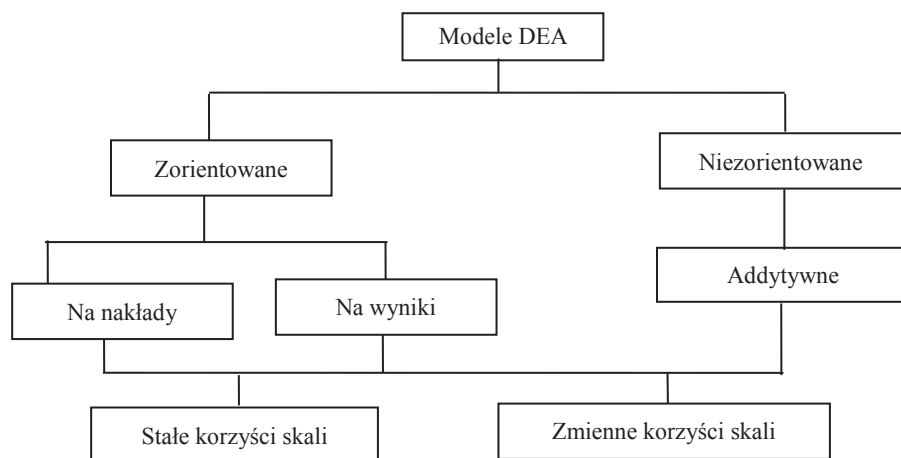 Modele DEA
Zorientowane
Niezorientowane
Na nakłady
Na wyniki
Addytywne
Stałe korzyści skali
Zmienne korzyści skali